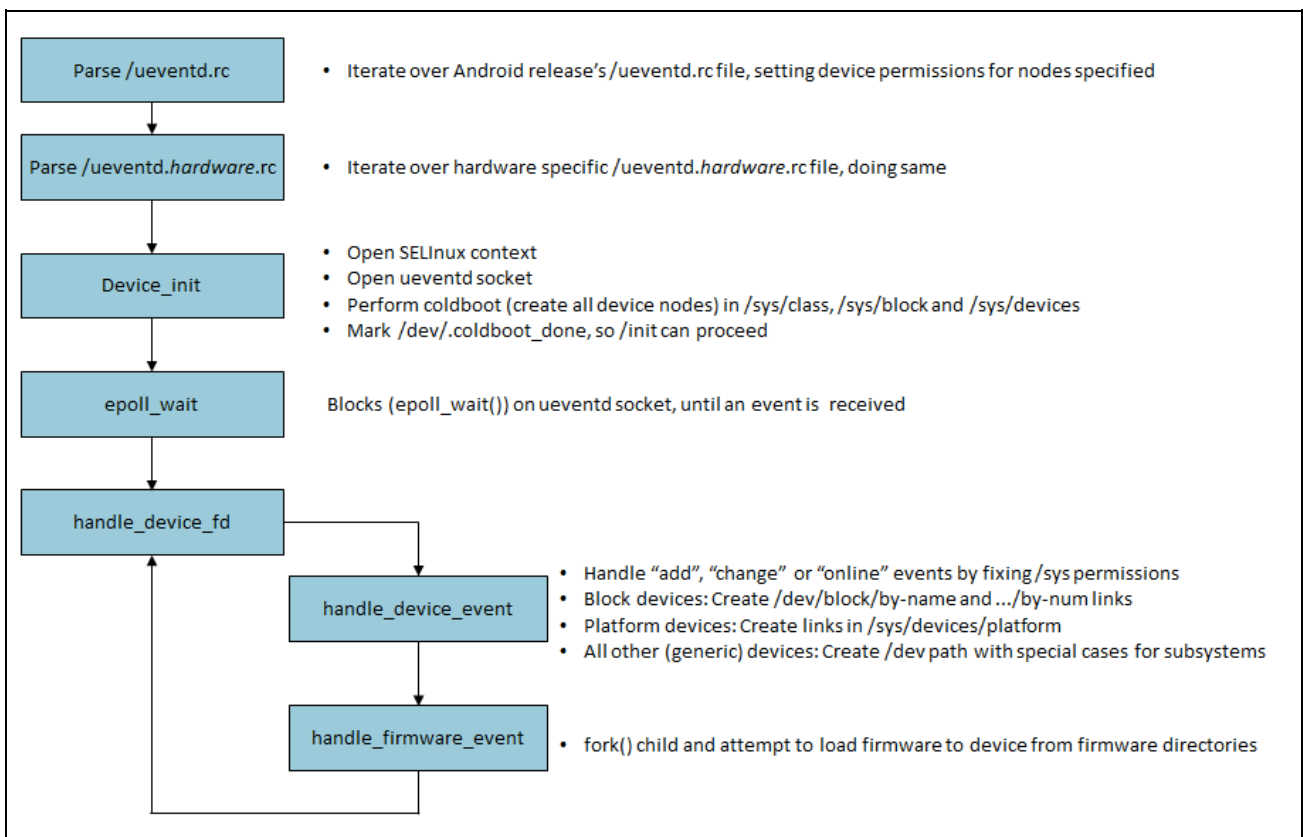 Parse /ueventd.rc
• Iterate over Android release's /ueventd.rc file, setting device permissions for nodes specified
Parse /ueventd.hardware.rc
• Iterate over hardware specific /ueventd.hardware.rc file, doing same
Device_init
• Open SELInux context
• Open ueventd socket
• Perform coldboot (create all device nodes) in /sys/class, /sys/block and /sys/devices
• Mark /dev/.coldboot_done, so /init can proceed
epoll_wait
Blocks (epoll_wait()) on ueventd socket, until an event is received
handle_device_fd
handle_device_event
• Handle “add”, “change” or “online” events by fixing /sys permissions
• Block devices: Create /dev/block/by-name and .../by-num links
• Platform devices: Create links in /sys/devices/platform
• All other (generic) devices: Create /dev path with special cases for subsystems
handle_firmware_event
• fork() child and attempt to load firmware to device from firmware directories